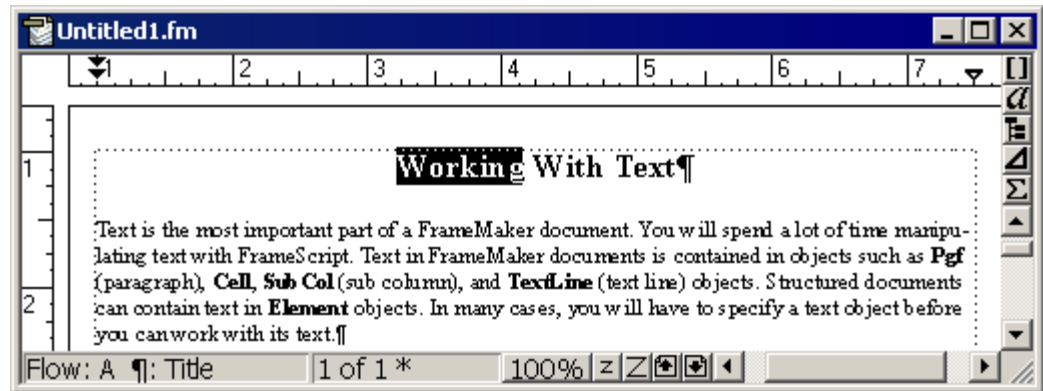 Untitled1.fm
1 2 3 4 5 6 7
1
Working With Text¶
Text is the most important part of a FrameMaker document. You will spend a lot of time manipu-
lating text with FrameScript. Text in FrameMaker documents is contained in objects such as Pgf
(paragraph), Cell, Sub Col (sub column), and TextLine (text line) objects. Structured documents
2
can contain text in Element objects. In many cases, you will have to specify a text object before
you can work with its text.¶
Flow: A ¶: Title 1 of 1 * 100% z Z